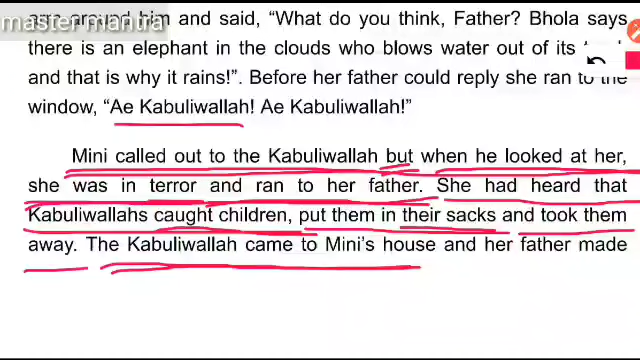 master mantra
around him and said, “What do you think, Father? Bhola says
there is an elephant in the clouds who blows water out of its
and that is why it rains!”. Before her father could reply she ran to the
window, “Ae Kabuliwallah! Ae Kabuliwallah!”
Mini called out to the Kabuliwallah but when he looked at her,
she was in terror and ran to her father. She had heard that
Kabuliwallahs caught children, put them in their sacks and took them
away. The Kabuliwallah came to Mini’s house and her father made